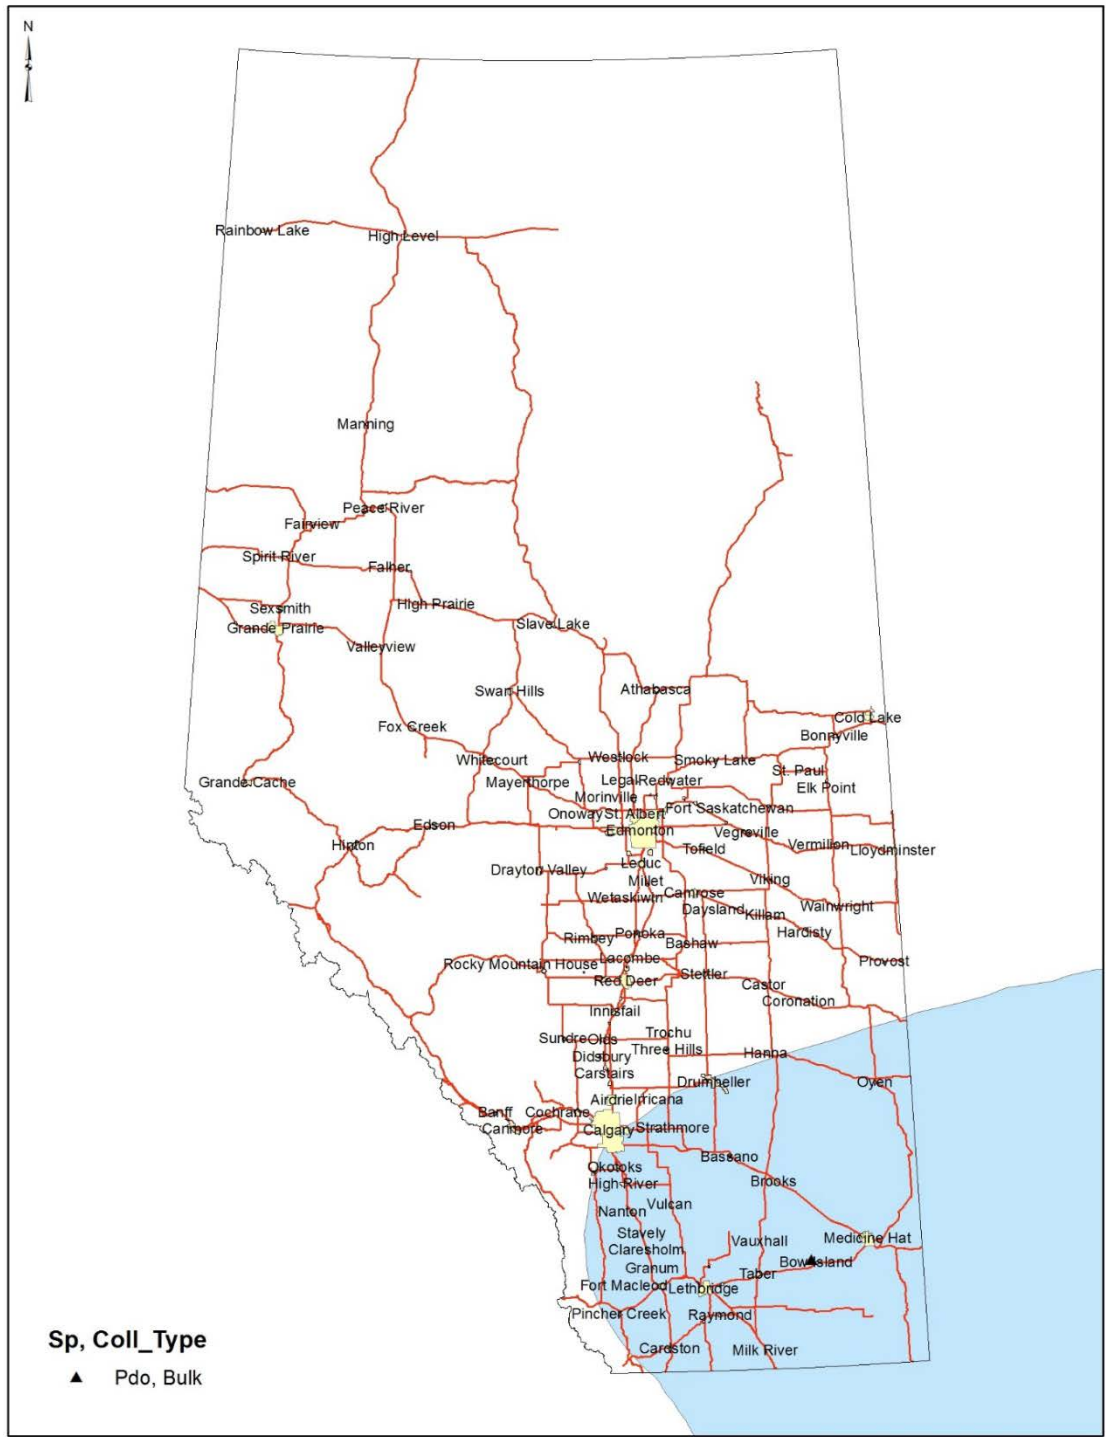 N
Rainbow Lake
High Level
Manning
Peace River
Fairview
Spirit River
Falher
High Prairie
Sexsmith
Grande Prairie
Slave Lake
Valleyview
Swan Hills
Athabasca
Fox Creek
Cold Lake
Bonnyville
Whitecourt
Westlock
Smoky Lake
St. Paul
Grande Cache
Mayerthorpe
Legal
Redwater
Elk Point
Morinville
Fort Saskatchewan
Onoway
St. Albert
Edson
Edmonton
Vegreville
Hinton
Tofield
Vermilion
Lloydminster
Drayton Valley
Leduc
Millet
Viking
Wetaskiwin
Camrose
Daysland
Killam
Wainwright
Rimbey
Ponoka
Bashaw
Hardisty
Rocky Mountain House
Lacombe
Provost
Red Deer
Stettler
Castor
Coronation
Innisfail
Sundre
Olds
Trochu
Three Hills
Hanna
Didsbury
Carstairs
Drumheller
Oyen
Airdrie
Irricana
Banff
Cochrane
Canmore
Calgary
Strathmore
Bassano
Okotoks
High River
Brooks
Nanton
Vulcan
Stavely
Vauxhall
Medicine Hat
Claresholm
Granum
Taber
Bow Island
Fort Macleod
Lethbridge
Pincher Creek
Raymond
Cardston
Milk River
Sp, Coll_Type
Pdo, Bulk